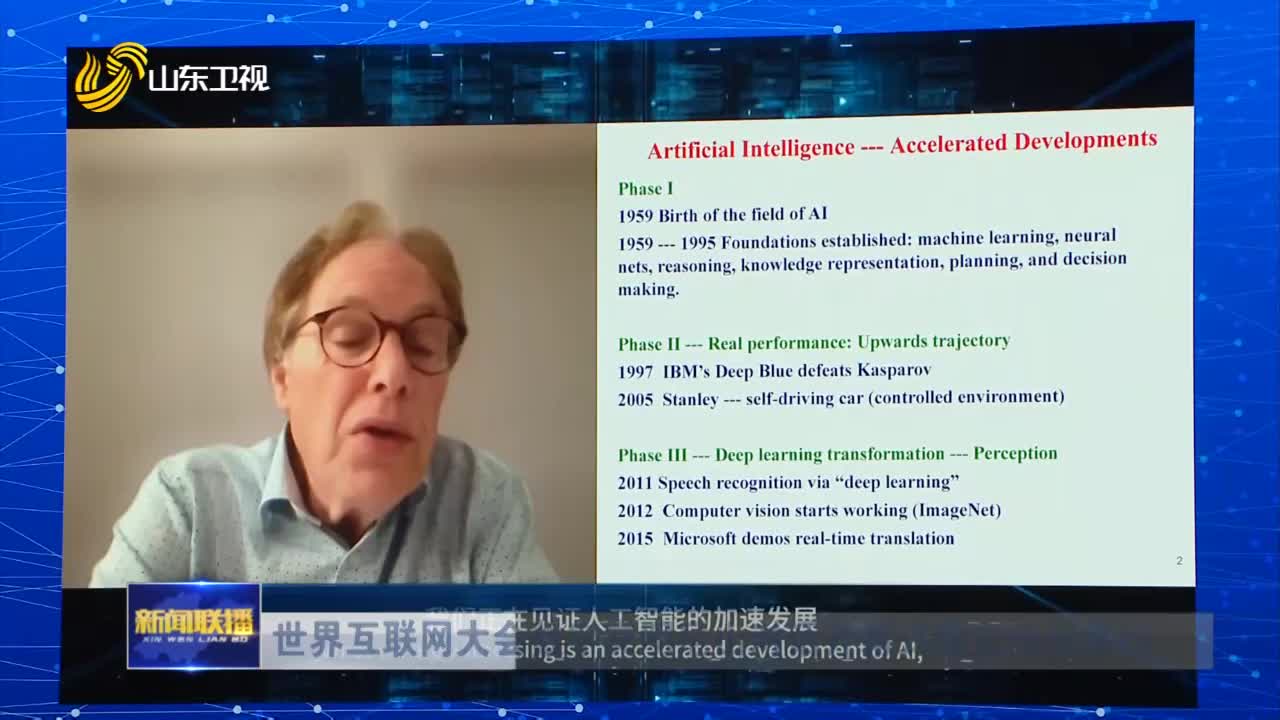 山东卫视
Artificial Intelligence --- Accelerated Developments
Phase I
1959 Birth of the field of AI
1959 --- 1995 Foundations established: machine learning, neural
nets, reasoning, knowledge representation, planning, and decision
making.
Phase II --- Real performance: Upwards trajectory
1997 IBM's Deep Blue defeats Kasparov
2005 Stanley --- self-driving car (controlled environment)
Phase III --- Deep learning transformation --- Perception
2011 Speech recognition via “deep learning”
2012 Computer vision starts working (ImageNet)
2015 Microsoft demos real-time translation
2
新闻联播
XIN WEN LIAN BO
世界互联网大会
在见证人工智能的加速发展
is an accelerated development of AI,